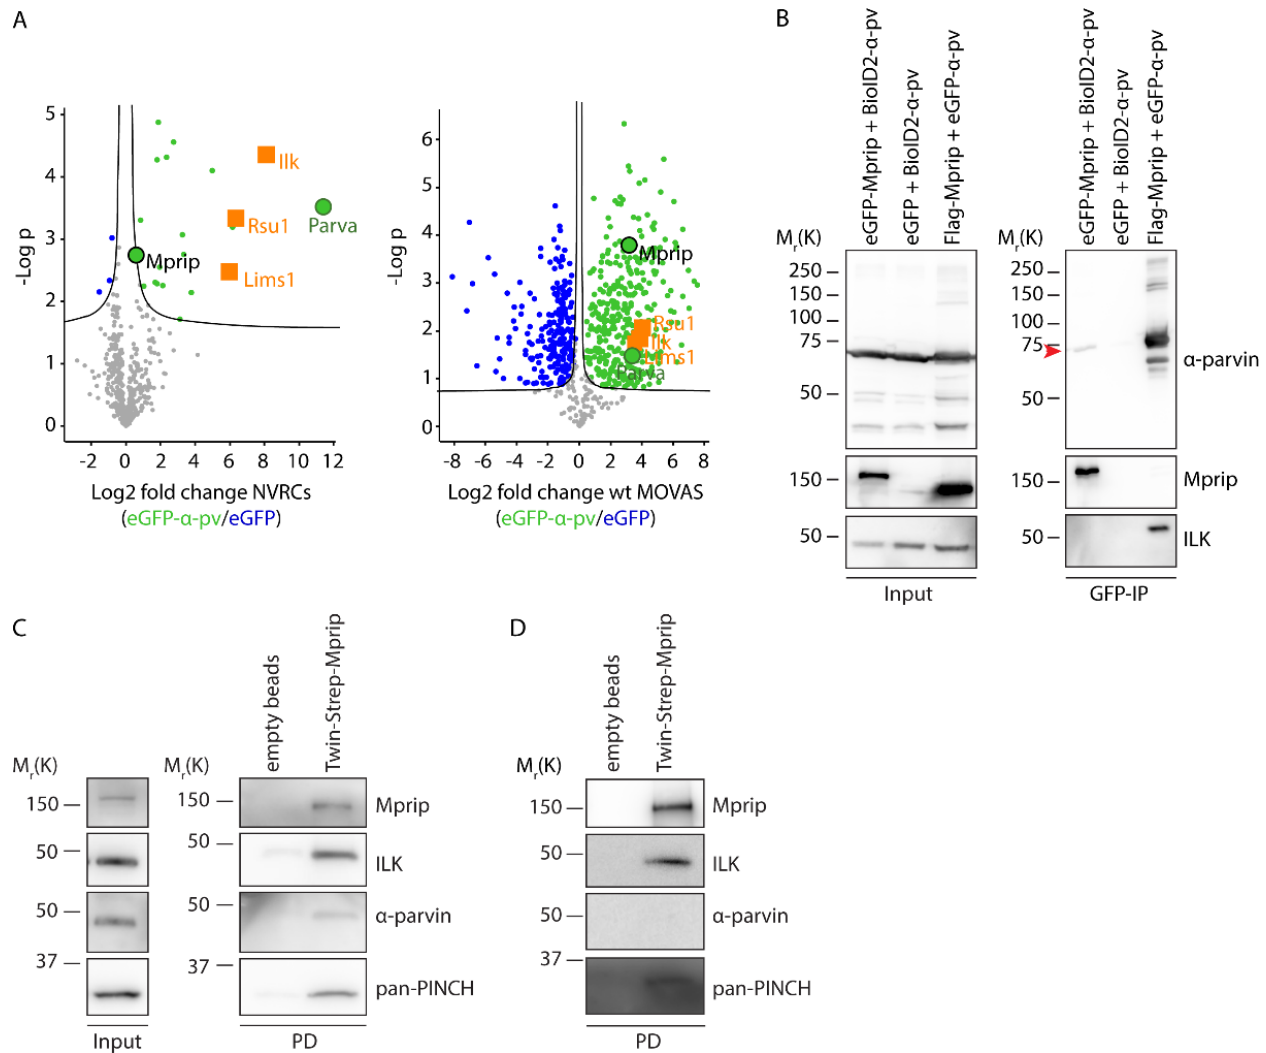 A
5
4
3
2
1
0
-Log p
Ilk
Rsu1
Parva
Mprip
Lims1
-2 0 2 4 6 8 10 12
Log2 fold change NVRCs
(eGFP-α-pv/eGFP)
6
5
4
3
2
1
0
-Log p
Mprip
Rsu1
Ilk
Lims1
Parva
-8 -6 -4 -2 0 2 4 6 8
Log2 fold change wt MOVAS
(eGFP-α-pv/eGFP)
B
eGFP-Mprip + BioID2-α-pv
eGFP + BioID2-α-pv
Flag-Mprip + eGFP-α-pv
Mr(K)
250
150
100
75
50
150
50
Input
eGFP-Mprip + BioID2-α-pv
eGFP + BioID2-α-pv
Flag-Mprip + eGFP-α-pv
Mr(K)
250
150
100
75
50
α-parvin
150
Mprip
50
ILK
GFP-IP
C
Mr(K)
150
50
50
37
Input
empty beads
Twin-Strep-Mprip
Mr(K)
150
Mprip
50
ILK
50
α-parvin
37
pan-PINCH
PD
D
empty beads
Twin-Strep-Mprip
Mr(K)
150
Mprip
50
ILK
50
α-parvin
37
pan-PINCH
PD